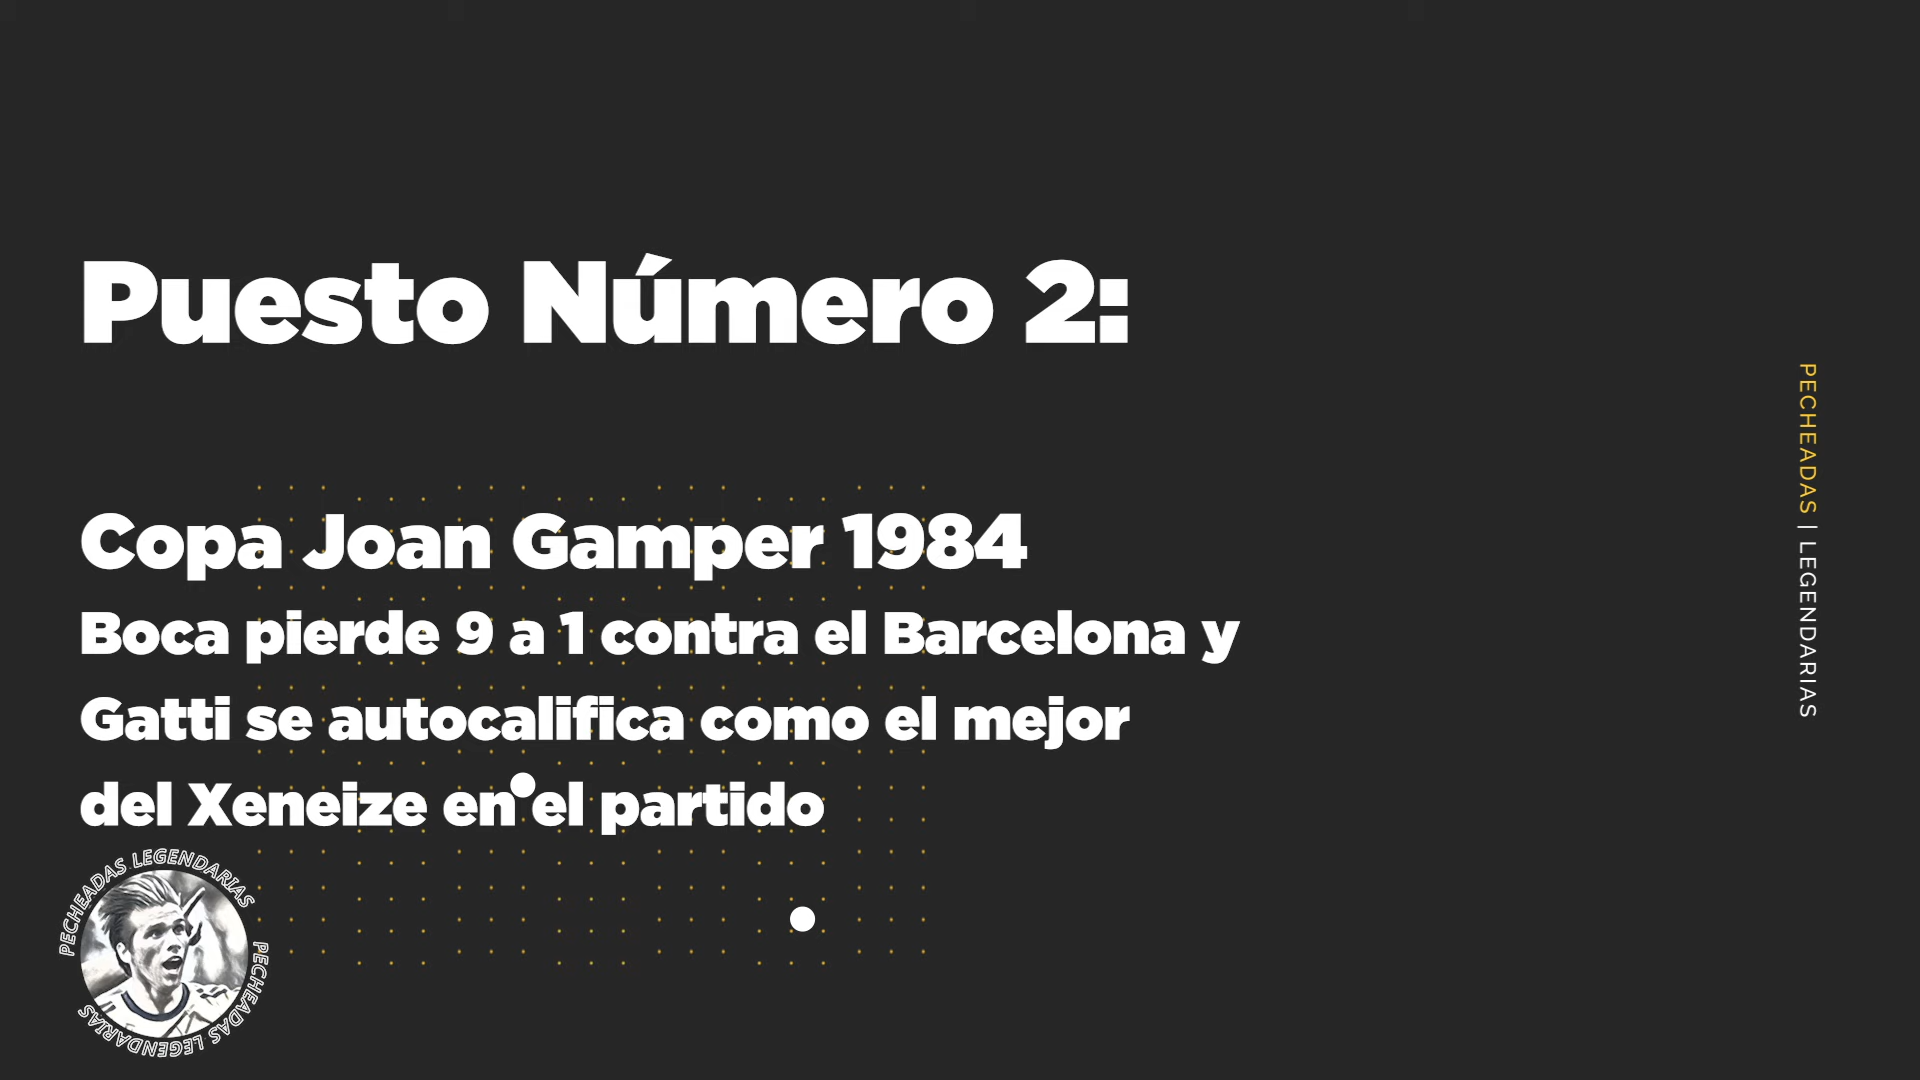 Puesto Número 2:
Copa Joan Gamper 1984
Boca pierde 9 a 1 contra el Barcelona y
Gatti se autocalifica como el mejor
del Xeneize en el partido
PECHEADAS | LEGENDARIAS
PECHEADAS LEGENDARIAS
PECHEADAS LEGENDARIAS